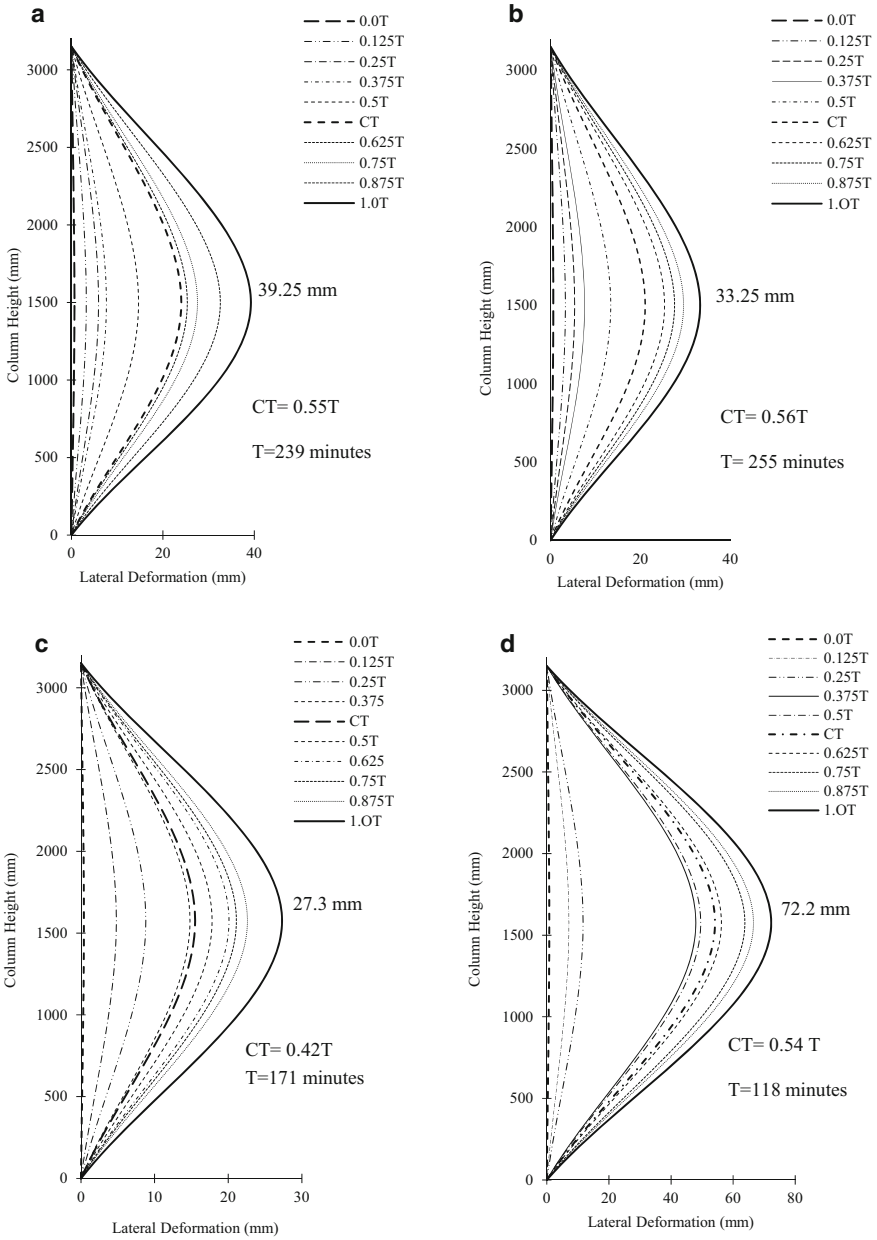 a
0.0T
0.125T
0.25T
0.375T
0.5T
CT
0.625T
0.75T
0.875T
1.0T
3000
2500
2000
1500
1000
500
0
Column Height (mm)
39.25 mm
CT= 0.55T
T=239 minutes
0 20 40
Lateral Deformation (mm)
b
0.0T
0.125T
0.25T
0.375T
0.5T
CT
0.625T
0.75T
0.875T
1.OT
3000
2500
2000
1500
1000
500
0
Column Height (mm)
33.25 mm
CT= 0.56T
T= 255 minutes
0 20 40
Lateral Deformation (mm)
c
0.0T
0.125T
0.25T
0.375
CT
0.5T
0.625
0.75T
0.875T
1.OT
3000
2500
2000
1500
1000
500
0
Column Height (mm)
27.3 mm
CT= 0.42T
T=171 minutes
0 10 20 30
Lateral Deformation (mm)
d
0.0T
0.125T
0.25T
0.375T
0.5T
CT
0.625T
0.75T
0.875T
1.OT
3000
2500
2000
1500
1000
500
0
Column Height (mm)
72.2 mm
CT= 0.54 T
T=118 minutes
0 20 40 60 80
Lateral Deformation (mm)